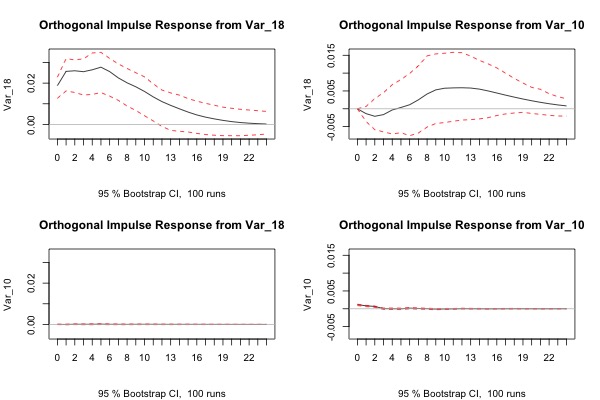 Orthogonal Impulse Response from Var_18
Var_18
0.00 0.02
0 2 4 6 8 10 13 16 19 22
95 % Bootstrap CI, 100 runs
Orthogonal Impulse Response from Var_10
Var_18
-0.005 0.005 0.015
0 2 4 6 8 10 13 16 19 22
95 % Bootstrap CI, 100 runs
Orthogonal Impulse Response from Var_18
Var_10
0.00 0.02
0 2 4 6 8 10 13 16 19 22
95 % Bootstrap CI, 100 runs
Orthogonal Impulse Response from Var_10
Var_10
-0.005 0.005 0.015
0 2 4 6 8 10 13 16 19 22
95 % Bootstrap CI, 100 runs